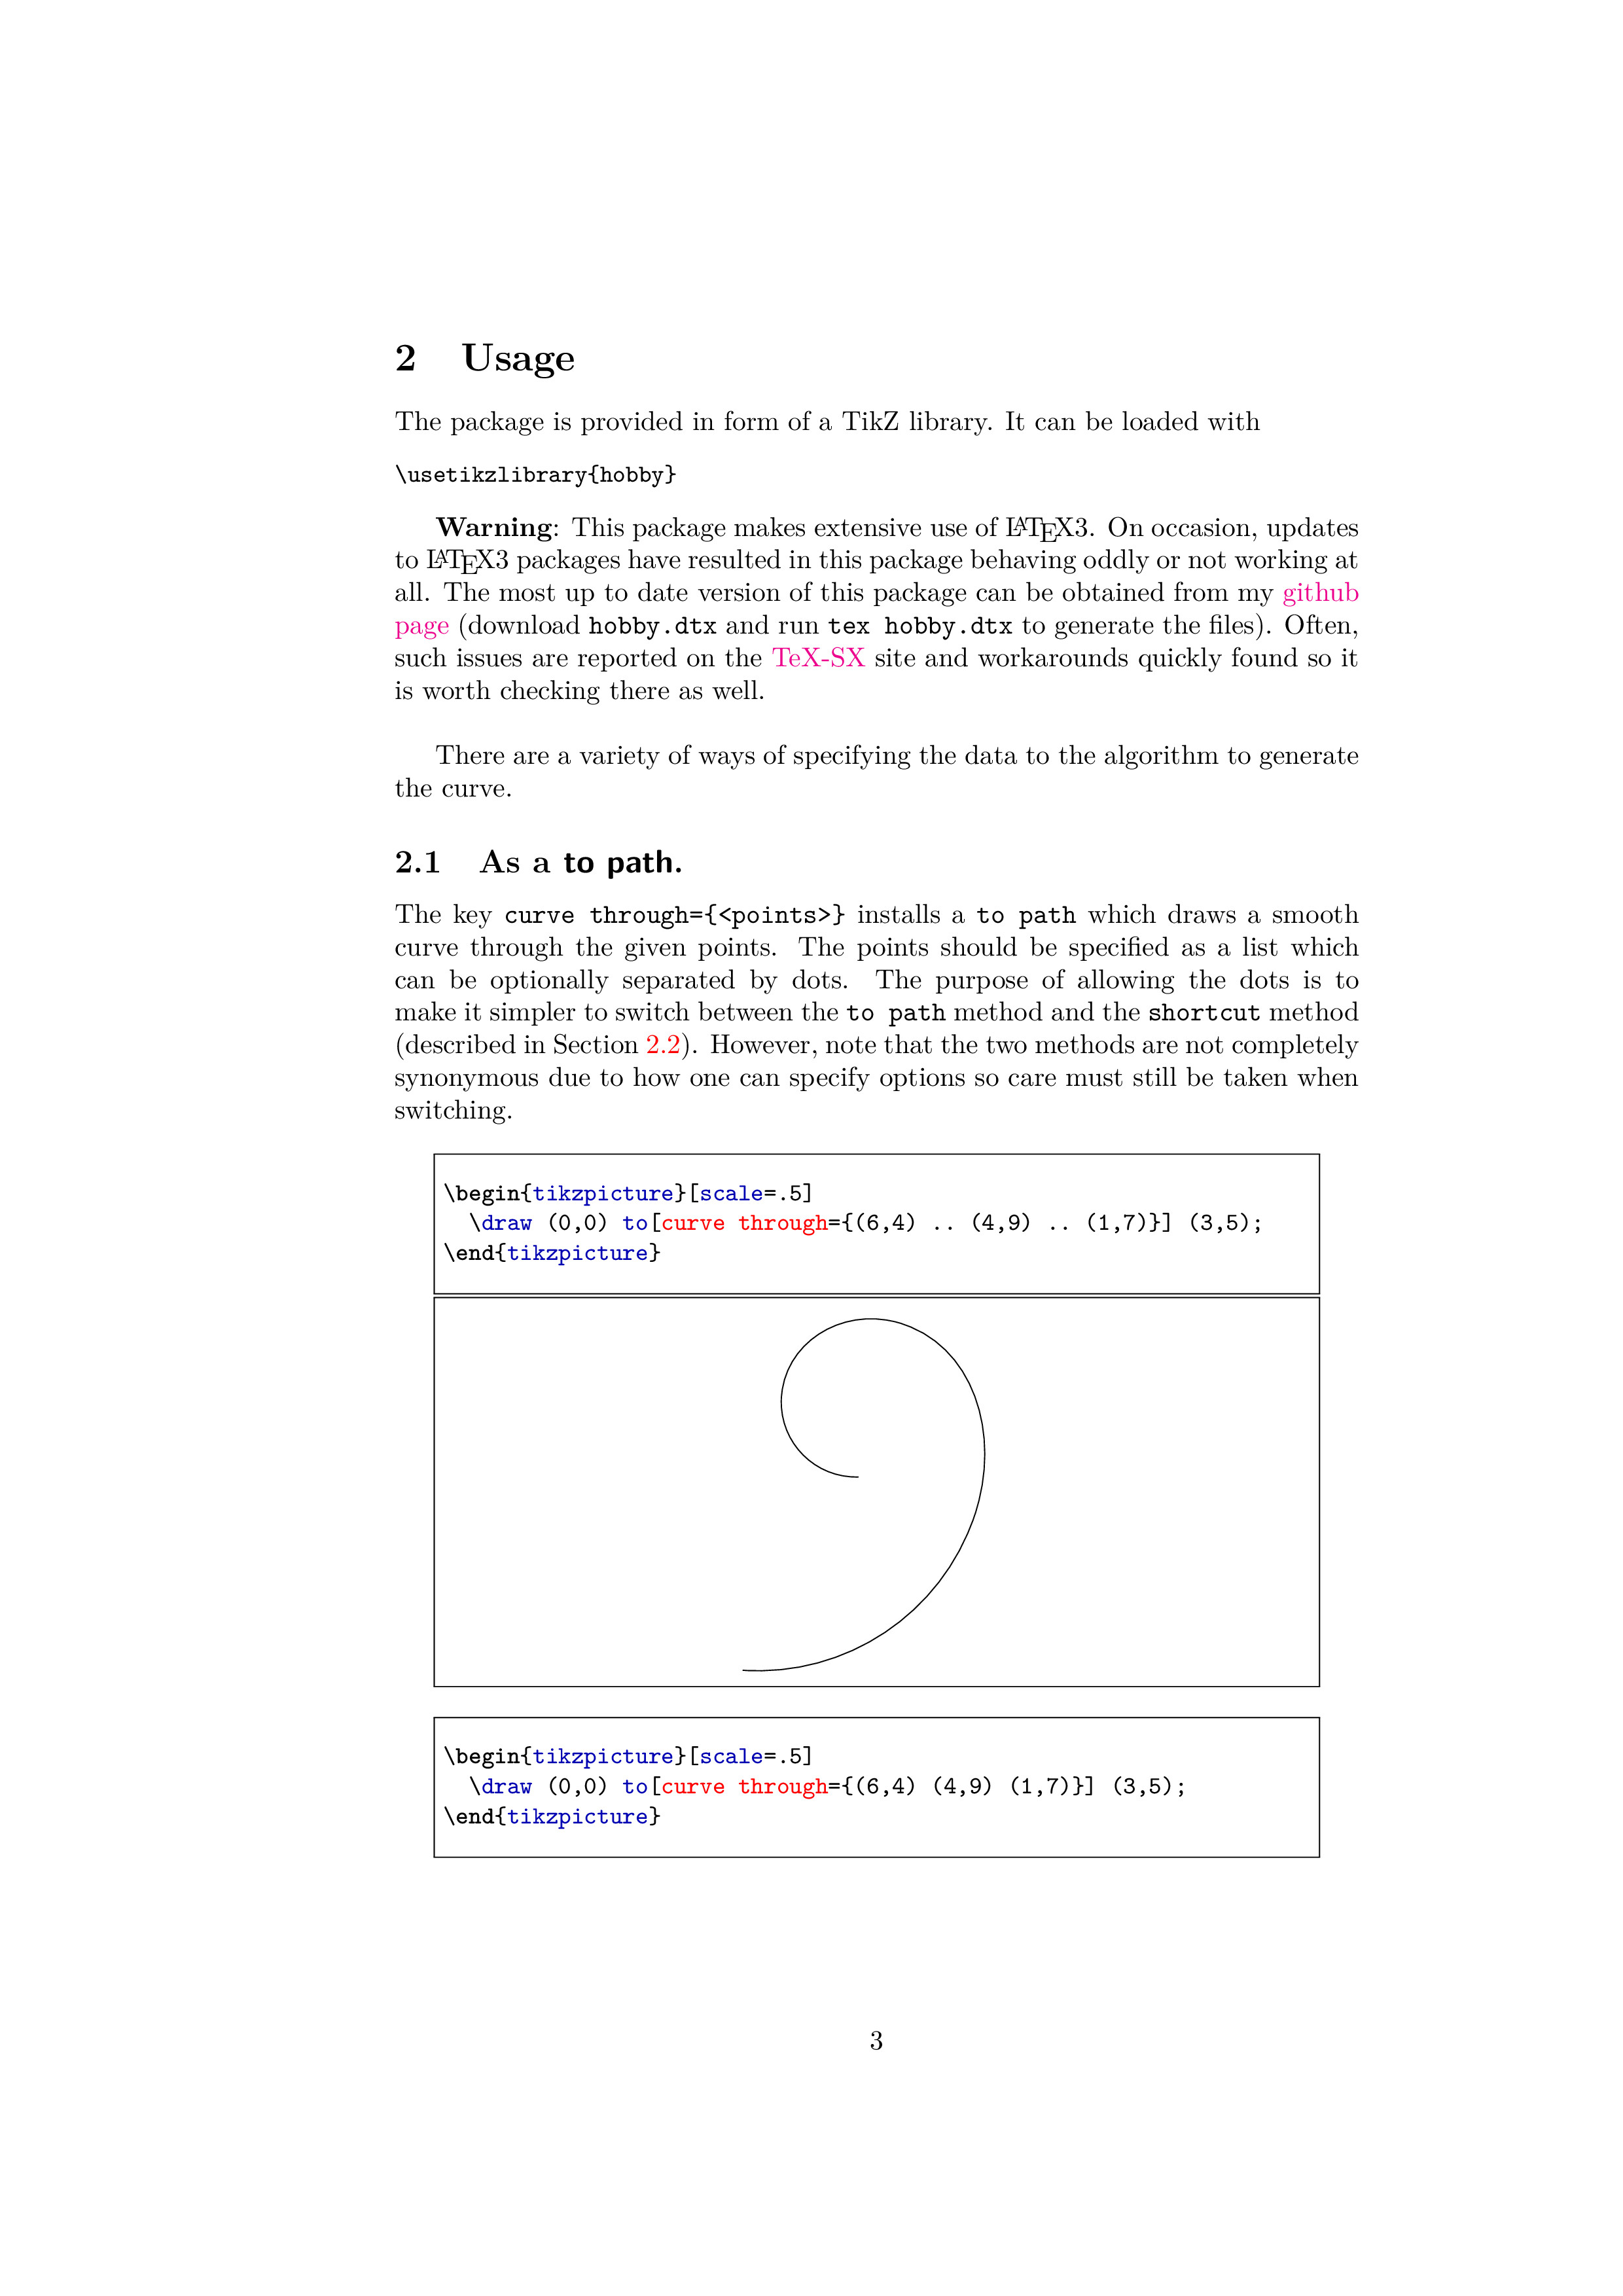 2 Usage
The package is provided in form of a TikZ library. It can be loaded with
\usetikzlibrary{hobby}
Warning: This package makes extensive use of LATEX3. On occasion, updates
to LATEX3 packages have resulted in this package behaving oddly or not working at
all. The most up to date version of this package can be obtained from my github
page (download hobby.dtx and run tex hobby.dtx to generate the files). Often,
such issues are reported on the TeX-SX site and workarounds quickly found so it
is worth checking there as well.
There are a variety of ways of specifying the data to the algorithm to generate
the curve.
2.1 As a to path.
The key curve through={<points>} installs a to path which draws a smooth
curve through the given points. The points should be specified as a list which
can be optionally separated by dots. The purpose of allowing the dots is to
make it simpler to switch between the to path method and the shortcut method
(described in Section 2.2). However, note that the two methods are not completely
synonymous due to how one can specify options so care must still be taken when
switching.
\begin{tikzpicture}[scale=.5]
\draw (0,0) to[curve through={(6,4) .. (4,9) .. (1,7)}] (3,5);
\end{tikzpicture}
\begin{tikzpicture}[scale=.5]
\draw (0,0) to[curve through={(6,4) (4,9) (1,7)}] (3,5);
\end{tikzpicture}
3